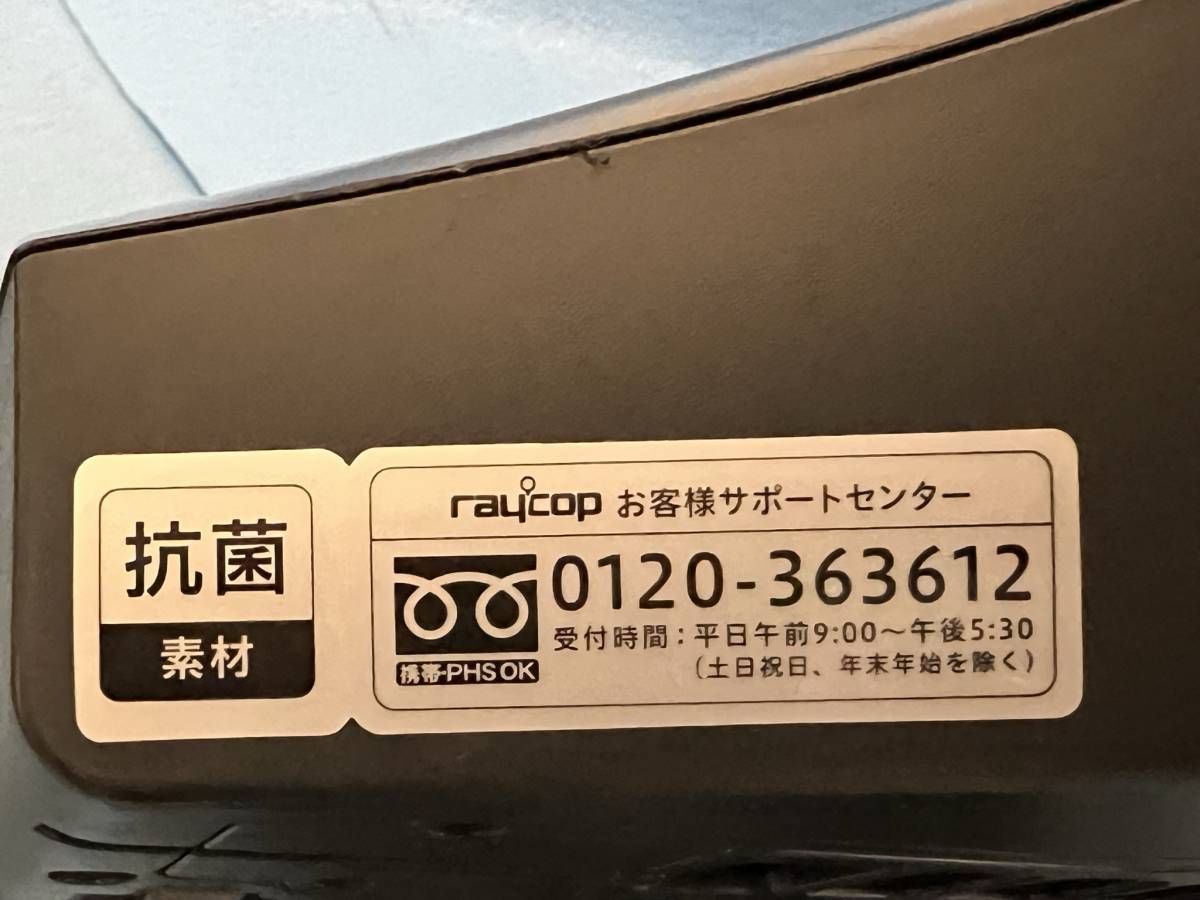 抗菌
素材
raycop お客様サポートセンター
0120-363612
携帯・PHS OK
受付時間：平日午前9:00～午後5:30
（土日祝日、年末年始を除く）